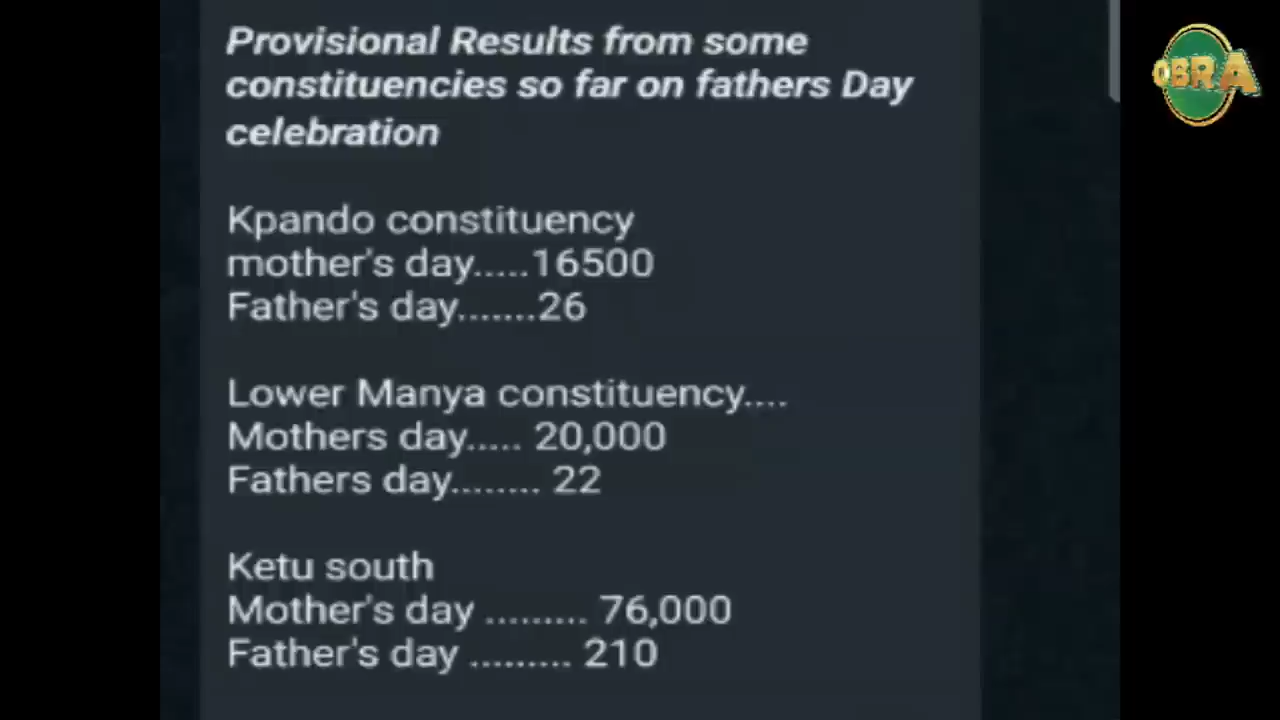 Provisional Results from some
constituencies so far on fathers Day
celebration
Kpando constituency
mother's day.....16500
Father's day.......26
Lower Manya constituency....
Mothers day..... 20,000
Fathers day........ 22
Ketu south
Mother's day ......... 76,000
Father's day ......... 210
OBRA